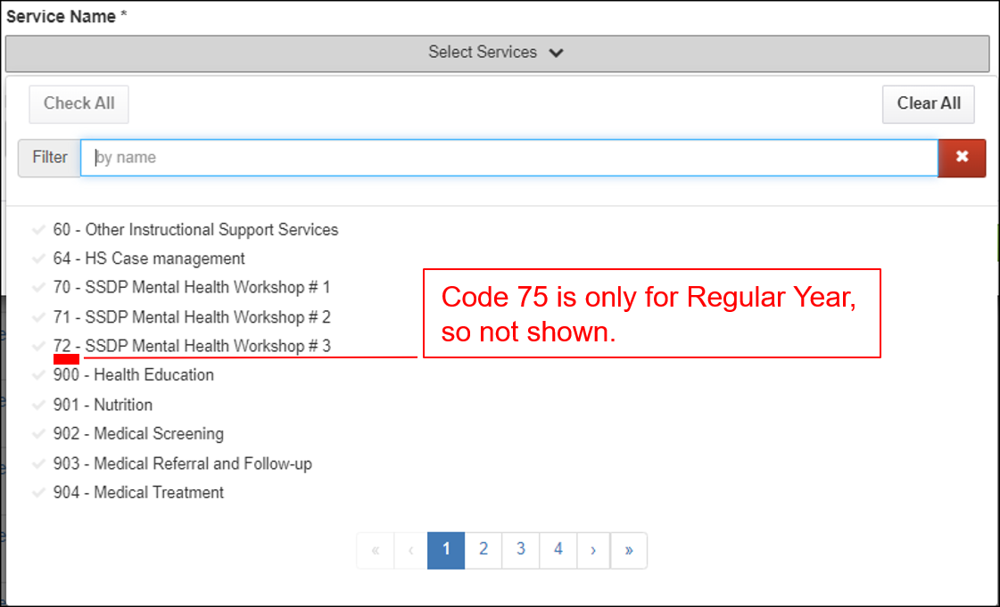 Service Name *
Select Services
Check All
Clear All
Filter
by name
60 - Other Instructional Support Services
64 - HS Case management
70 - SSDP Mental Health Workshop # 1
71 - SSDP Mental Health Workshop # 2
72 - SSDP Mental Health Workshop # 3
Code 75 is only for Regular Year,
so not shown.
900 - Health Education
901 - Nutrition
902 - Medical Screening
903 - Medical Referral and Follow-up
904 - Medical Treatment
« ‹ 1 2 3 4 › »